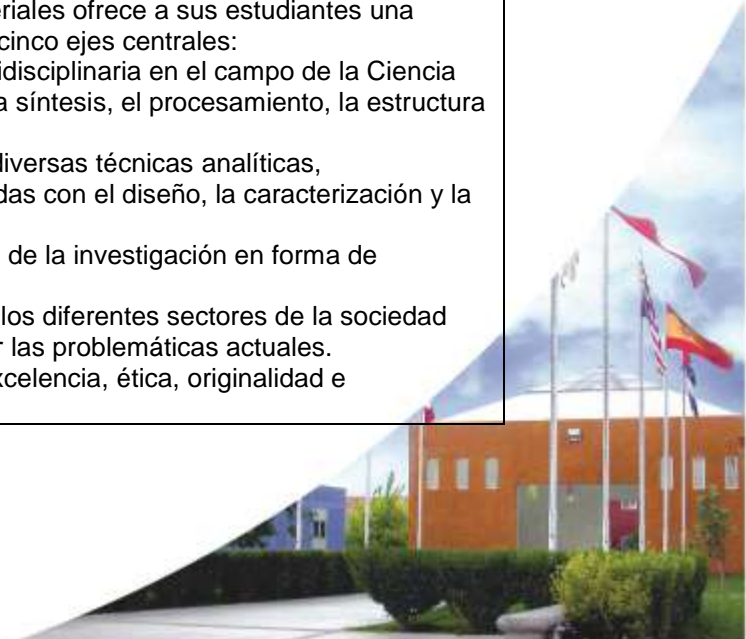 eriales ofrece a sus estudiantes una
cinco ejes centrales:
idisciplinaria en el campo de la Ciencia
a síntesis, el procesamiento, la estructura
diversas técnicas analíticas,
das con el diseño, la caracterización y la
de la investigación en forma de
los diferentes sectores de la sociedad
r las problemáticas actuales.
xcelencia, ética, originalidad e